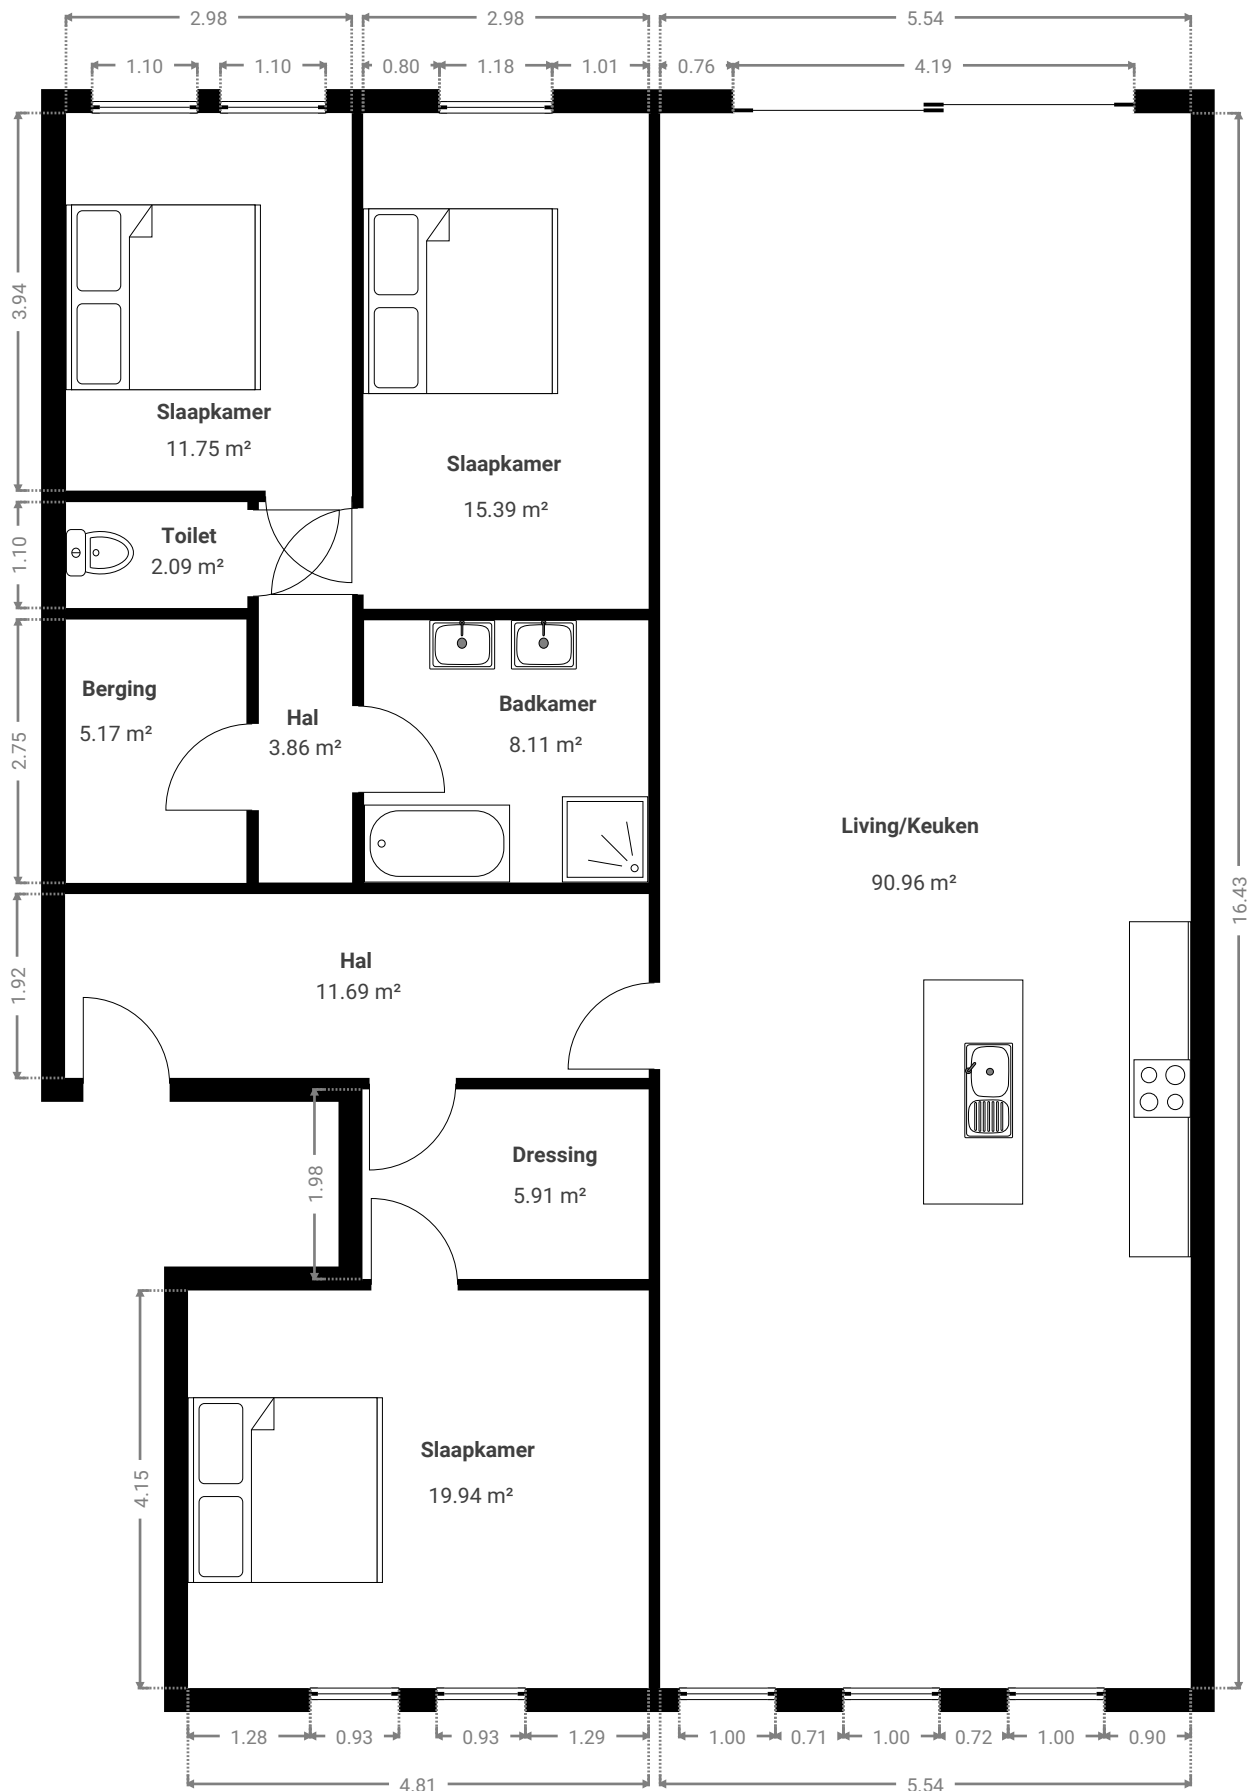 2.98
2.98
5.54
1.10
1.10
0.80
1.18
1.01
0.76
4.19
3.94
Slaapkamer
11.75 m²
Slaapkamer
15.39 m²
1.10
Toilet
2.09 m²
2.75
Berging
5.17 m²
Hal
3.86 m²
Badkamer
8.11 m²
Living/Keuken
90.96 m²
16.43
1.92
Hal
11.69 m²
1.98
Dressing
5.91 m²
4.15
Slaapkamer
19.94 m²
1.28
0.93
0.93
1.29
1.00
0.71
1.00
0.72
1.00
0.90
4.81
5.54